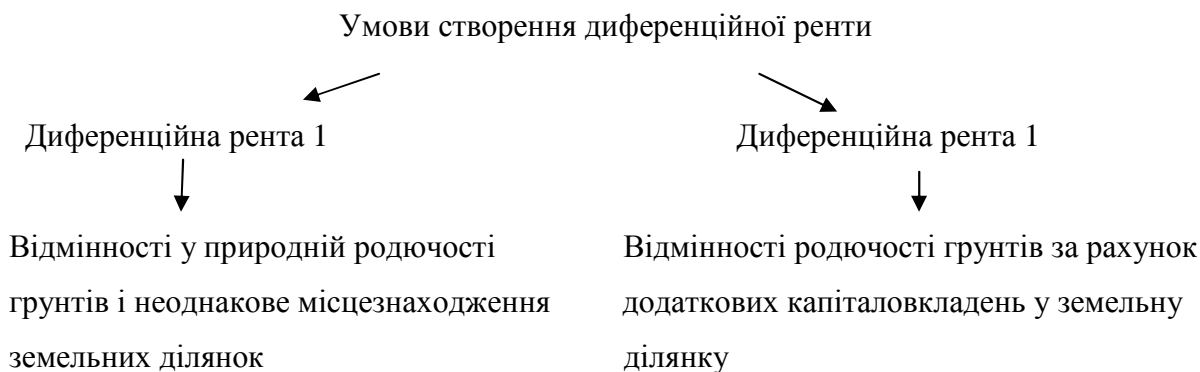 Умови створення диференційної ренти
Диференційна рента 1
Диференційна рента 1
Відмінності у природній родючості
грунтів і неоднакове місцезнаходження
земельних ділянок
Відмінності родючості грунтів за рахунок
додаткових капіталовкладень у земельну
ділянку